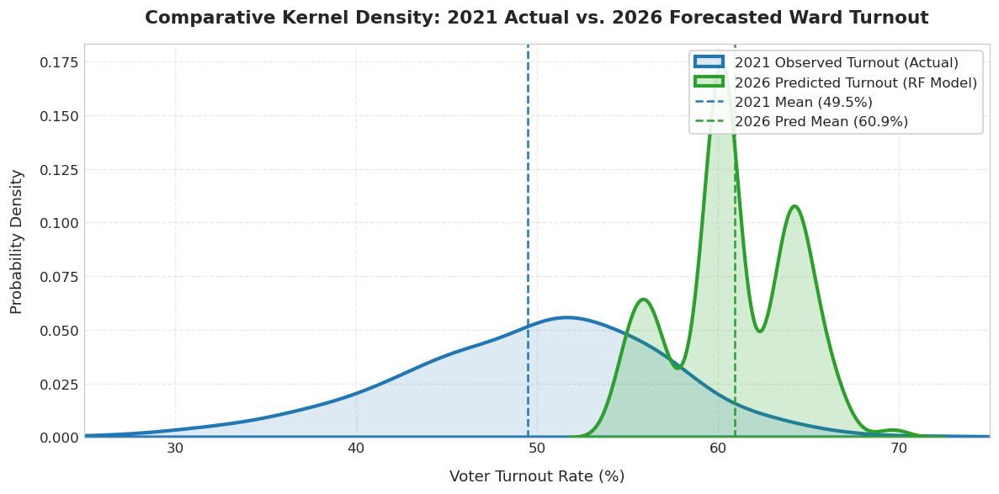 Comparative Kernel Density: 2021 Actual vs. 2026 Forecasted Ward Turnout
0.175
0.150
0.125
0.100
0.075
0.050
0.025
0.000
Probability Density
2021 Observed Turnout (Actual)
2026 Predicted Turnout (RF Model)
2021 Mean (49.5%)
2026 Pred Mean (60.9%)
30 40 50 60 70
Voter Turnout Rate (%)